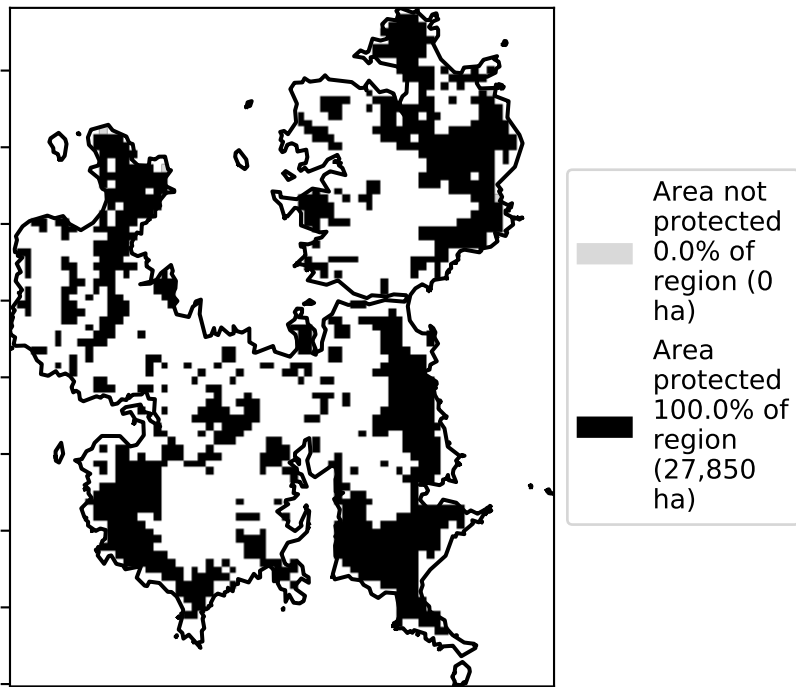 Area not
protected
0.0% of
region (0
ha)
Area
protected
100.0% of
region
(27,850
ha)